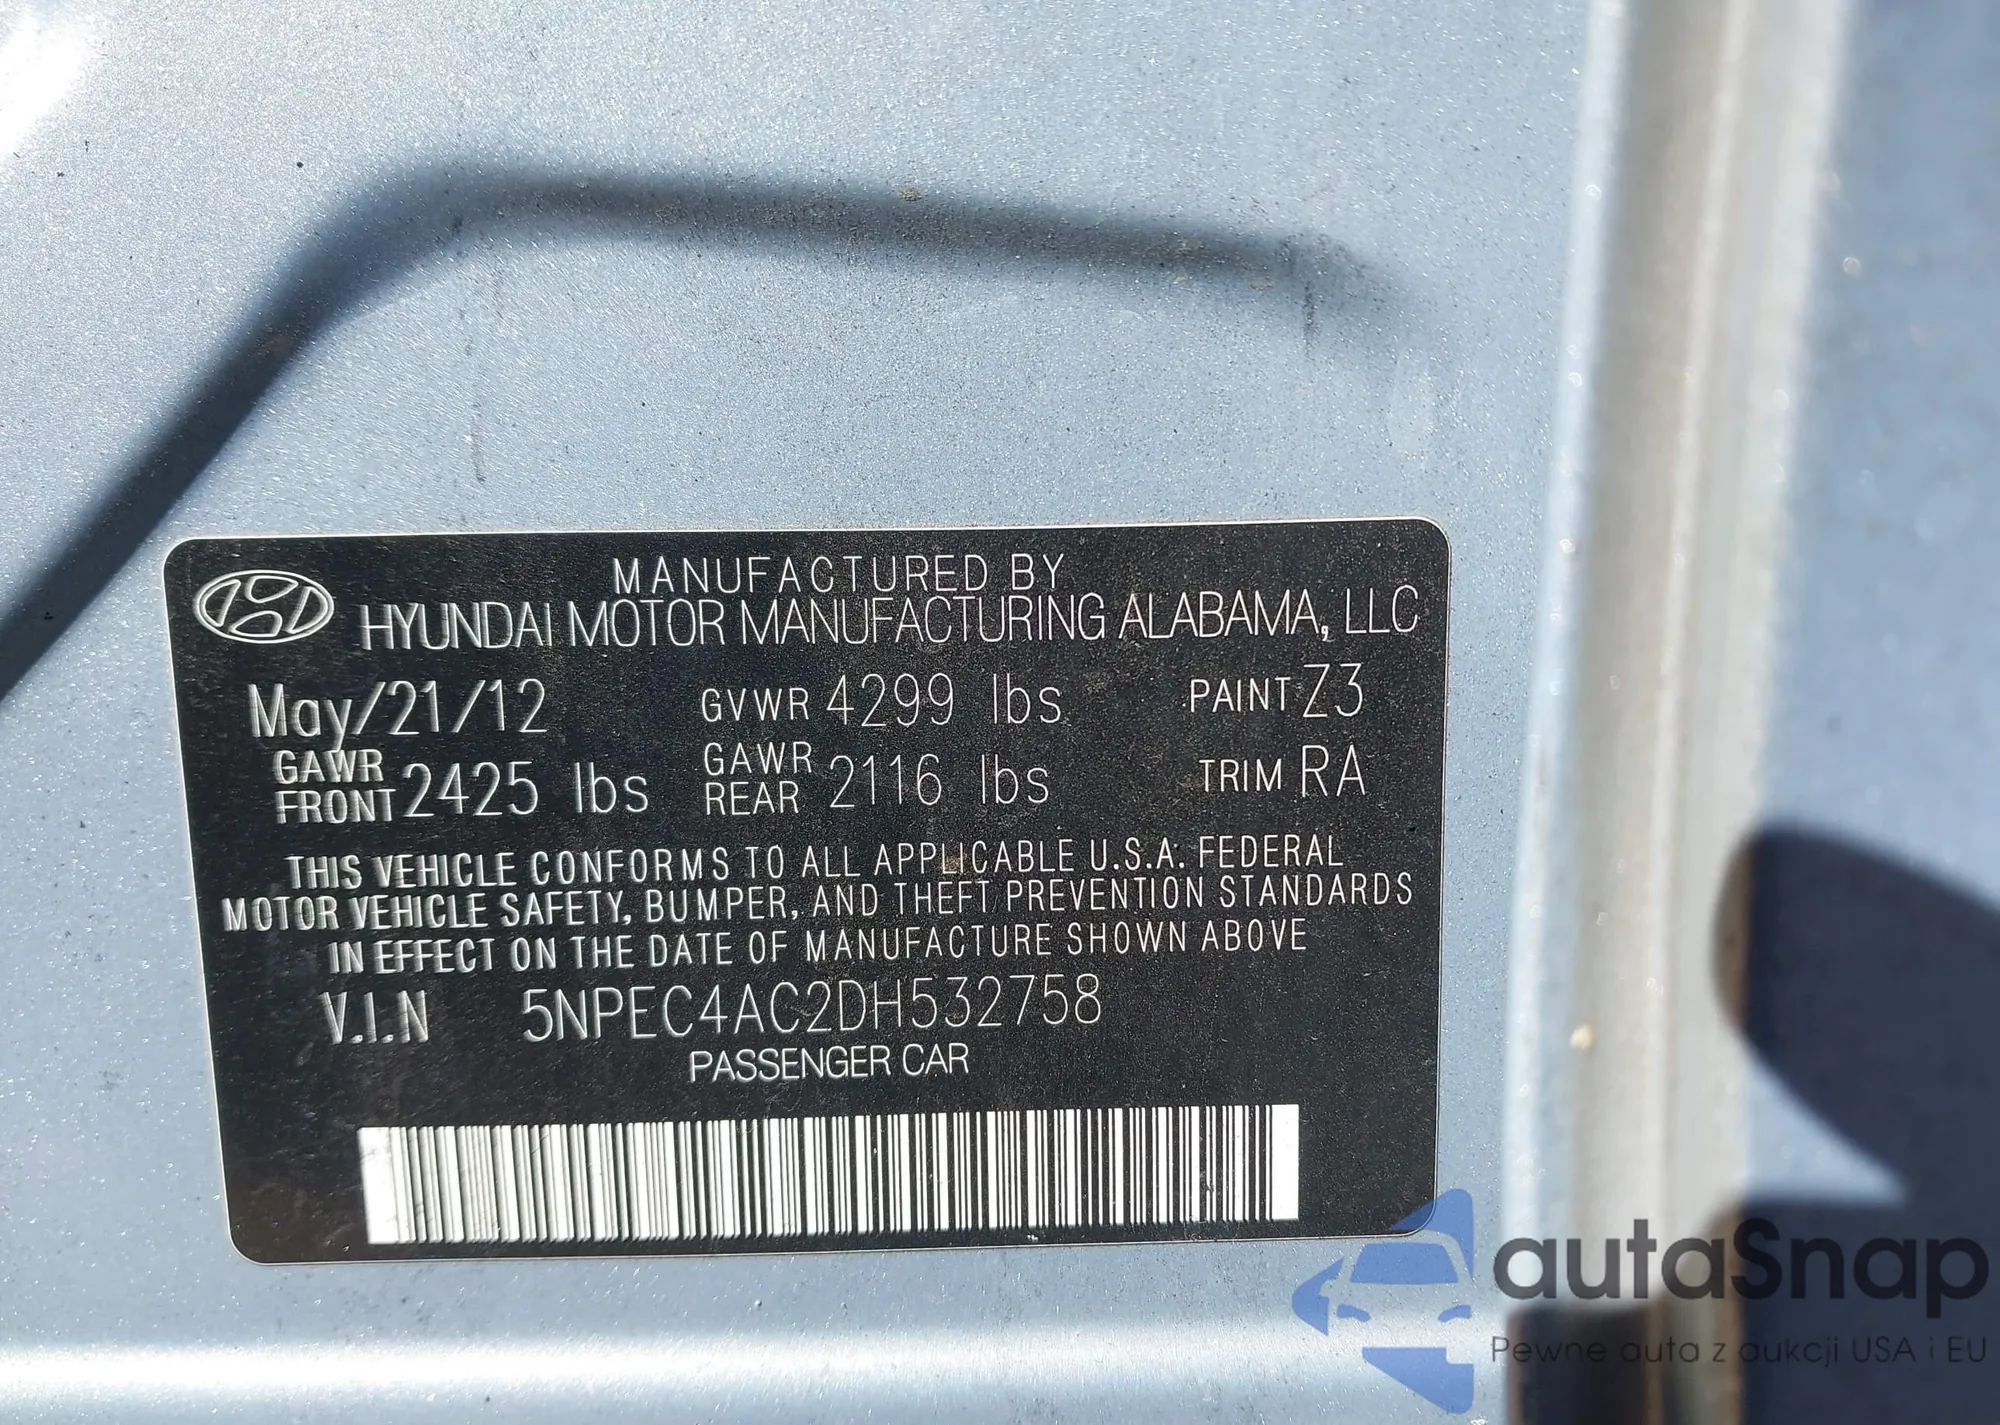 MANUFACTURED BY
HYUNDAI MOTOR MANUFACTURING ALABAMA, LLC
May/21/12 GVWR 4299 lbs PAINT Z3
GAWR FRONT 2425 lbs GAWR REAR 2116 lbs TRIM RA
THIS VEHICLE CONFORMS TO ALL APPLICABLE U.S.A. FEDERAL
MOTOR VEHICLE SAFETY, BUMPER, AND THEFT PREVENTION STANDARDS
IN EFFECT ON THE DATE OF MANUFACTURE SHOWN ABOVE
V.I.N 5NPEC4AC2DH532758
PASSENGER CAR
autaSnap
Pewne auta z aukcji USA i EU